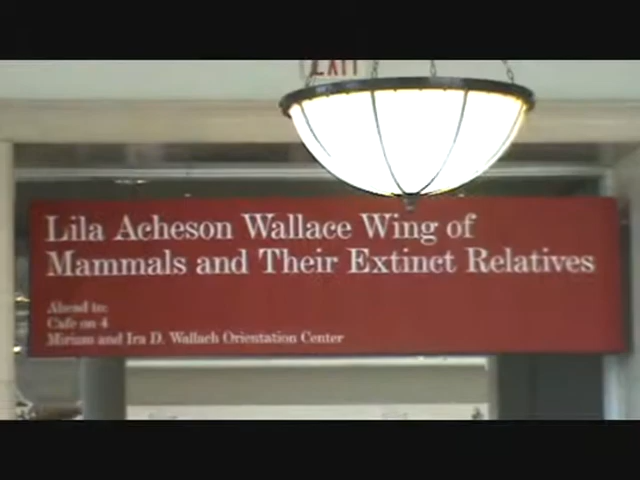 EXIT
Lila Acheson Wallace Wing of
Mammals and Their Extinct Relatives
Ahead to:
Cafe on 4
Miriam and Ira D. Wallach Orientation Center